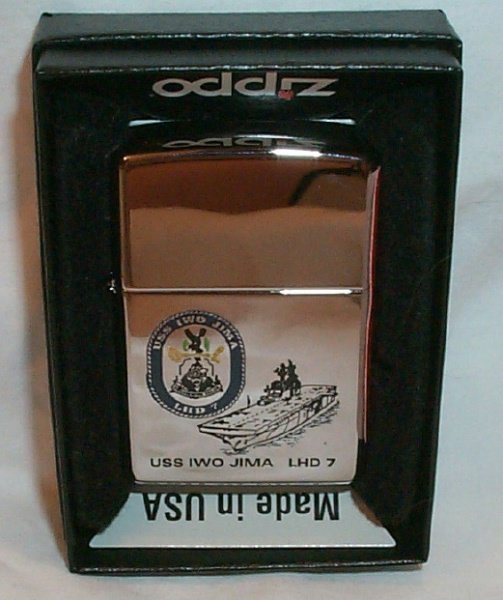 zippo
USS IWO JIMA
LHD 7
USS IWO JIMA LHD 7
Made in USA